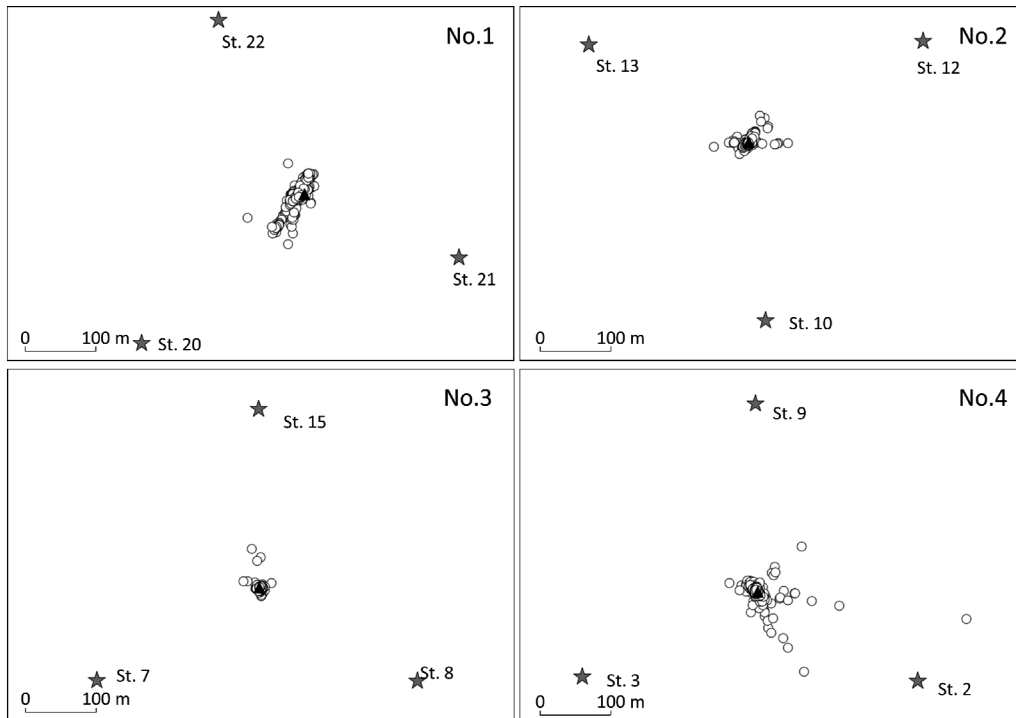 No.1
St. 22
St. 21
St. 20
0 100 m
No.2
St. 13
St. 12
St. 10
0 100 m
No.3
St. 15
St. 7
St. 8
0 100 m
No.4
St. 9
St. 3
St. 2
0 100 m